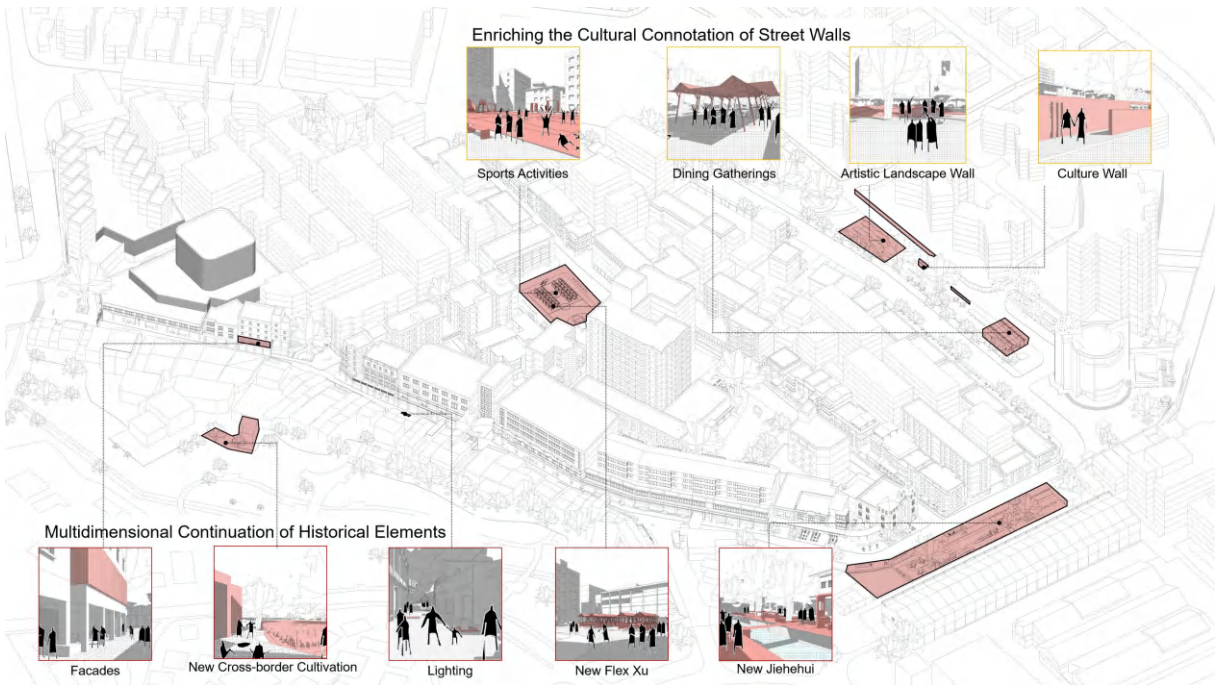 Enriching the Cultural Connotation of Street Walls
Sports Activities
Dining Gatherings
Artistic Landscape Wall
Culture Wall
Multidimensional Continuation of Historical Elements
Facades
New Cross-border Cultivation
Lighting
New Flex Xu
New Jiehehui